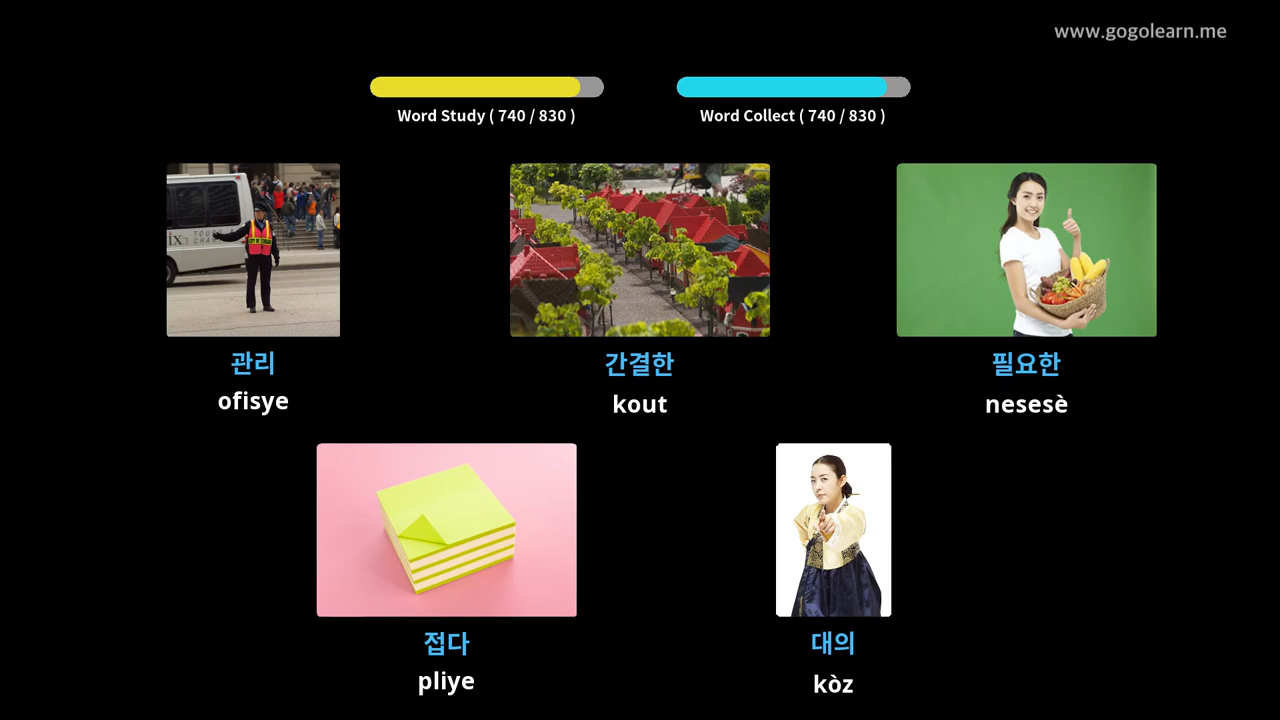 www.gogolearn.me
Word Study ( 740 / 830 )
Word Collect ( 740 / 830 )
관리
ofisye
간결한
kout
필요한
nesesè
접다
pliye
대의
kòz